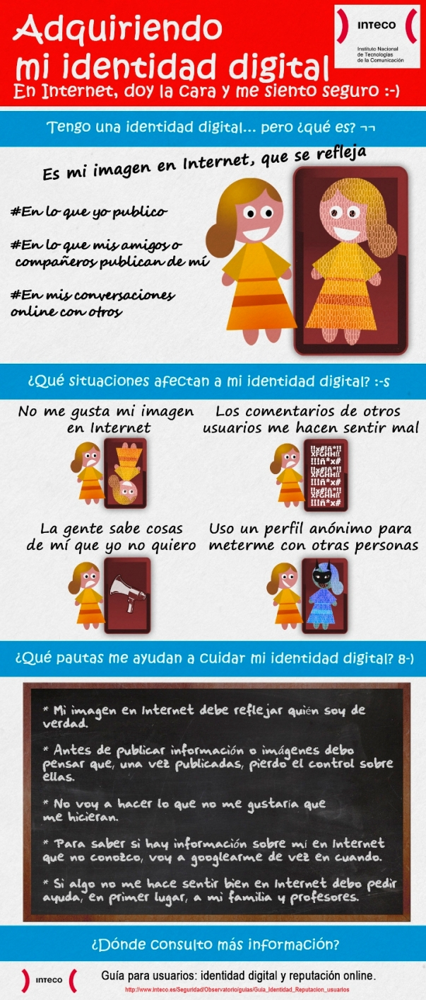 Adquiriendo
mi identidad digital
INTECO
Instituto Nacional
de Tecnologías
de la Comunicación
En Internet, doy la cara y me siento seguro :-)
Tengo una identidad digital... pero ¿qué es? ¬¬
Es mi imagen en Internet, que se refleja
#En lo que yo publico
#En lo que mis amigos o
compañeros publican de mí
#En mis conversaciones
online con otros
¿Qué situaciones afectan a mi identidad digital? :-s
No me gusta mi imagen
en Internet
Los comentarios de otros
usuarios me hacen sentir mal
!!x#!ñ*!!
XFGHH!!
!!!ñ*x#
!!x#!ñ*!!
XFGHH!!
!!!ñ*x#
!!x#!ñ*!!
XFGHH!!
!!!ñ*x#
La gente sabe cosas
de mí que yo no quiero
Uso un perfil anónimo para
meterme con otras personas
¿Qué pautas me ayudan a cuidar mi identidad digital? 8-)
* Mi imagen en Internet debe reflejar quién soy de
verdad.
* Antes de publicar información o imágenes debo
pensar que, una vez publicadas, pierdo el control sobre
ellas.
* No voy a hacer lo que no me gustaría que
me hicieran.
* Para saber si hay información sobre mí en Internet
que no conozco, voy a googlearme de vez en cuando.
* Si algo no me hace sentir bien en Internet debo pedir
ayuda, en primer lugar, a mi familia y profesores.
¿Dónde consulto más información?
INTECO
Guía para usuarios: identidad digital y reputación online.
http://www.inteco.es/Seguridad/Observatorio/guias/Guia_Identidad_Reputacion_usuarios